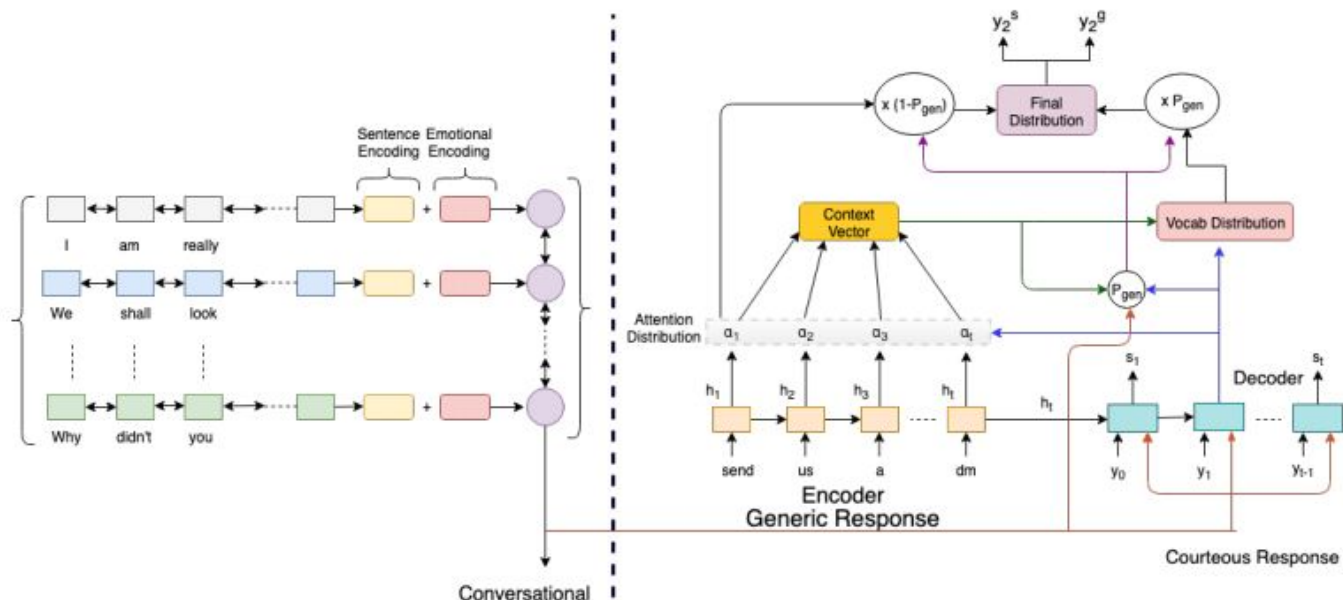 Sentence Encoding
Emotional Encoding
+
I am really
+
We shall look
+
Why didn't you
Conversational
y₂ˢ y₂ᵍ
x (1-Pgen)
Final Distribution
x Pgen
Context Vector
Vocab Distribution
Pgen
Attention Distribution
α₁ α₂ α₃ αt
h₁ h₂ h₃ ht
ht
s₁
Decoder
st
send us a dm
y₀ y₁ yt-1
Encoder
Generic Response
Courteous Response